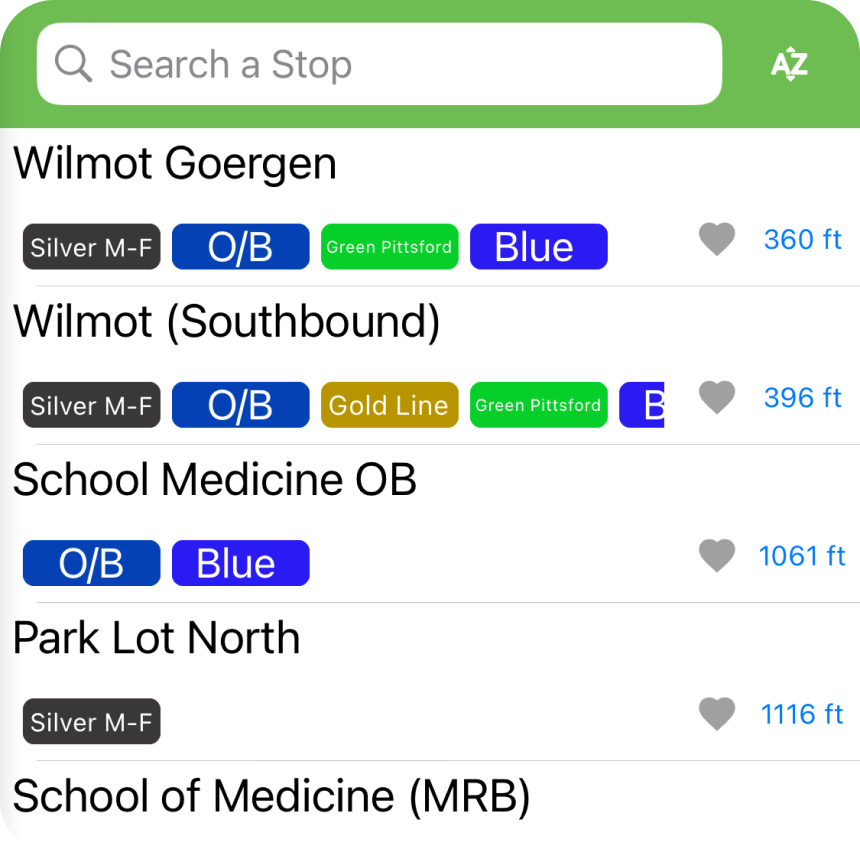 Search a Stop AZ
Wilmot Goergen
Silver M-F O/B Green Pittsford Blue 360 ft
Wilmot (Southbound)
Silver M-F O/B Gold Line Green Pittsford B 396 ft
School Medicine OB
O/B Blue 1061 ft
Park Lot North
Silver M-F 1116 ft
School of Medicine (MRB)